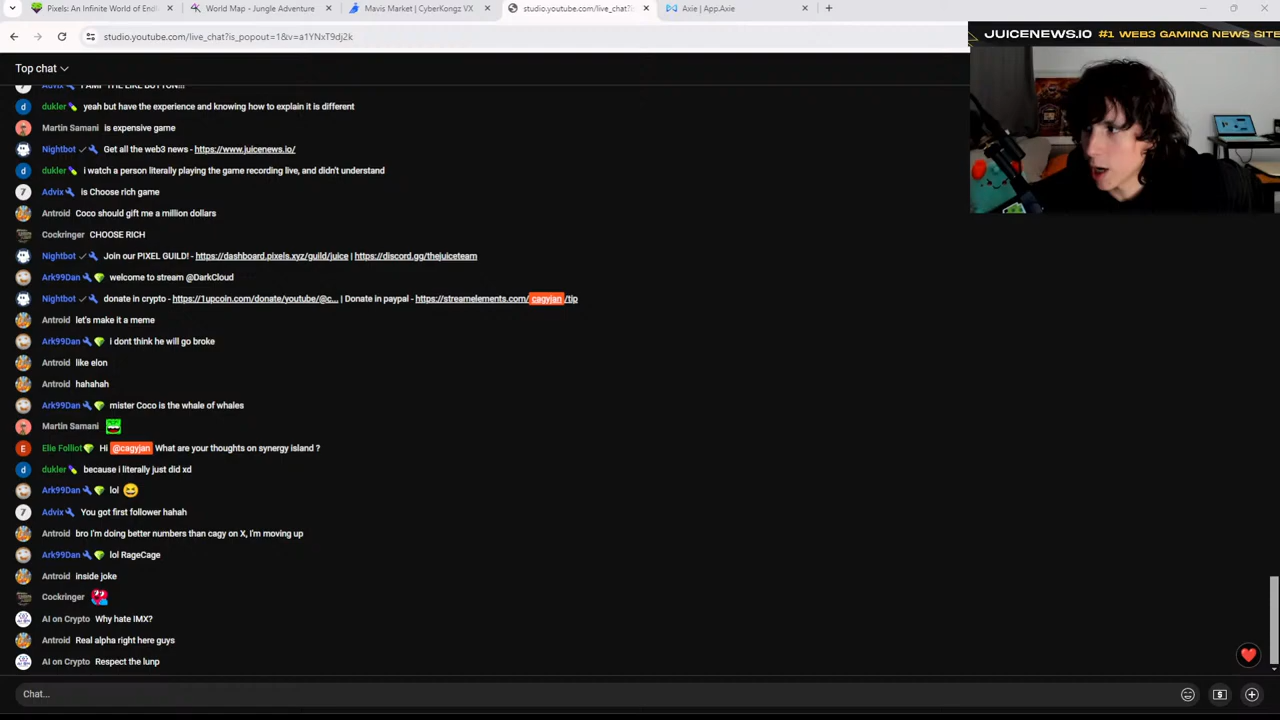 Pixels: An Infinite World of Endl
World Map - Jungle Adventure
Mavis Market | CyberKongz VX
studio.youtube.com/live_chat?is
Axie | App.Axie
studio.youtube.com/live_chat?is_popout=1&v=a1YNxT9dj2k
JUICENEWS.IO #1 WEB3 GAMING NEWS SITE
Top chat
Advix I AMP THE LIKE BUTTON!!!
dukler yeah but have the experience and knowing how to explain it is different
Martin Samani is expensive game
Nightbot Get all the web3 news - https://www.juicenews.io/
dukler i watch a person literally playing the game recording live, and didn't understand
Advix is Choose rich game
Antroid Coco should gift me a million dollars
Cockringer CHOOSE RICH
Nightbot Join our PIXEL GUILD! - https://dashboard.pixels.xyz/guild/juice | https://discord.gg/thejuiceteam
Ark99Dan welcome to stream @DarkCloud
Nightbot donate in crypto - https://1upcoin.com/donate/youtube/@c... | Donate in paypal - https://streamelements.com/ cagyjan /tip
Antroid let's make it a meme
Ark99Dan i dont think he will go broke
Antroid like elon
Antroid hahahah
Ark99Dan mister Coco is the whale of whales
Martin Samani
E Elie Folliot Hi @cagyjan What are your thoughts on synergy island ?
dukler because i literally just did xd
Ark99Dan lol
Advix You got first follower hahah
Antroid bro I'm doing better numbers than cagy on X, I'm moving up
Ark99Dan lol RageCage
Antroid inside joke
Cockringer
AI on Crypto Why hate IMX?
Antroid Real alpha right here guys
AI on Crypto Respect the lunp
Chat...